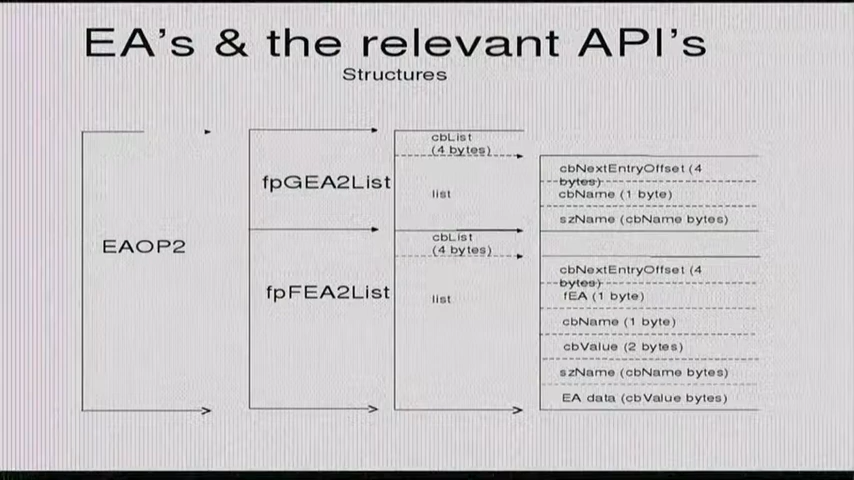 EA's & the relevant API's
Structures
EAOP2
fpGEA2List
cbList
(4 bytes)
list
cbNextEntryOffset (4
bytes)
cbName (1 byte)
szName (cbName bytes)
fpFEA2List
cbList
(4 bytes)
list
cbNextEntryOffset (4
bytes)
fEA (1 byte)
cbName (1 byte)
cbValue (2 bytes)
szName (cbName bytes)
EA data (cbValue bytes)